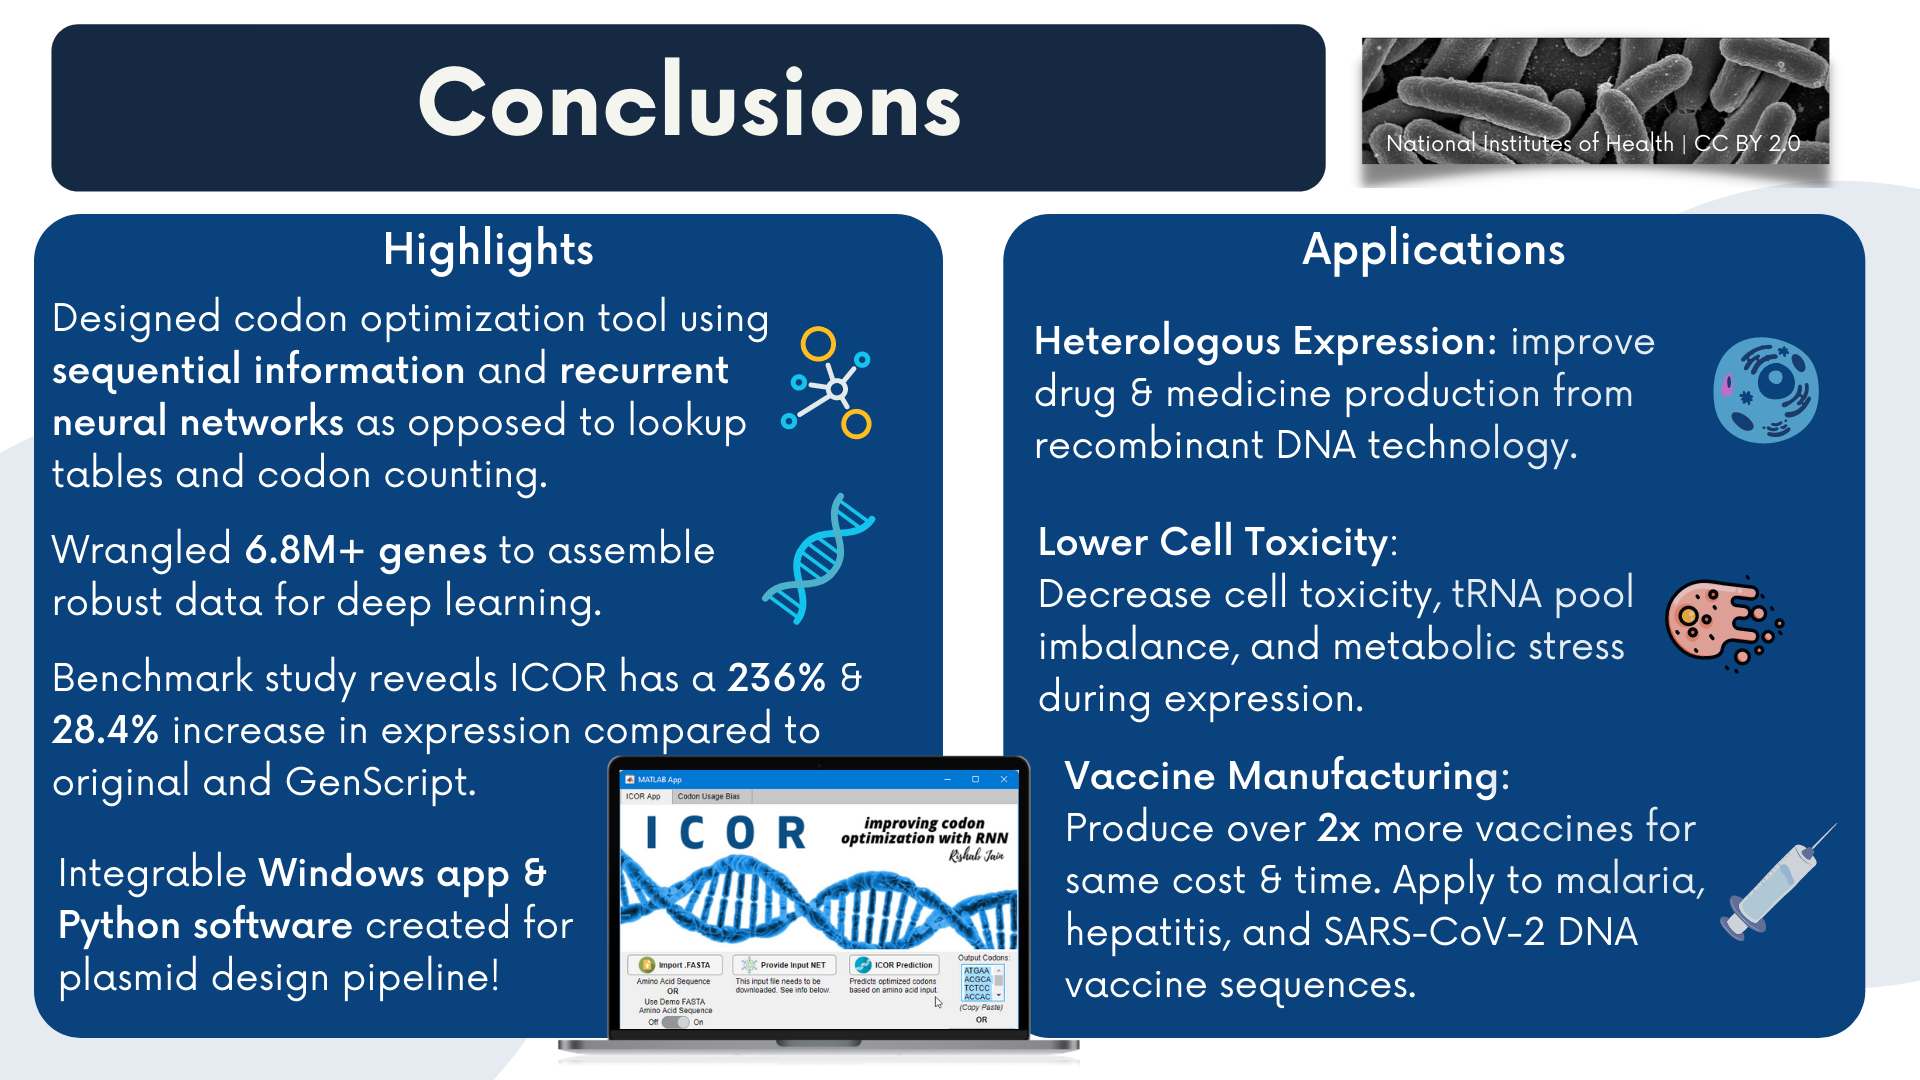 Conclusions
National Institutes of Health | CC BY 2.0
Highlights
Designed codon optimization tool using
sequential information and recurrent
neural networks as opposed to lookup
tables and codon counting.
Wrangled 6.8M+ genes to assemble
robust data for deep learning.
Benchmark study reveals ICOR has a 236% &
28.4% increase in expression compared to
original and GenScript.
Integrable Windows app &
Python software created for
plasmid design pipeline!
MATLAB App
ICOR App
Codon Usage Bias
ICOR
improving codon
optimization with RNN
Rishab Jain
Import .FASTA
Amino Acid Sequence
OR
Use Demo FASTA
Amino Acid Sequence
Off On
Provide Input NET
This input file needs to be
downloaded. See info below.
ICOR Prediction
Predicts optimized codons
based on amino acid input.
Output Codons:
ATGAA
ACGCA
TCTCC
ACCAC
(Copy Paste)
OR
Applications
Heterologous Expression: improve
drug & medicine production from
recombinant DNA technology.
Lower Cell Toxicity:
Decrease cell toxicity, tRNA pool
imbalance, and metabolic stress
during expression.
Vaccine Manufacturing:
Produce over 2x more vaccines for
same cost & time. Apply to malaria,
hepatitis, and SARS-CoV-2 DNA
vaccine sequences.